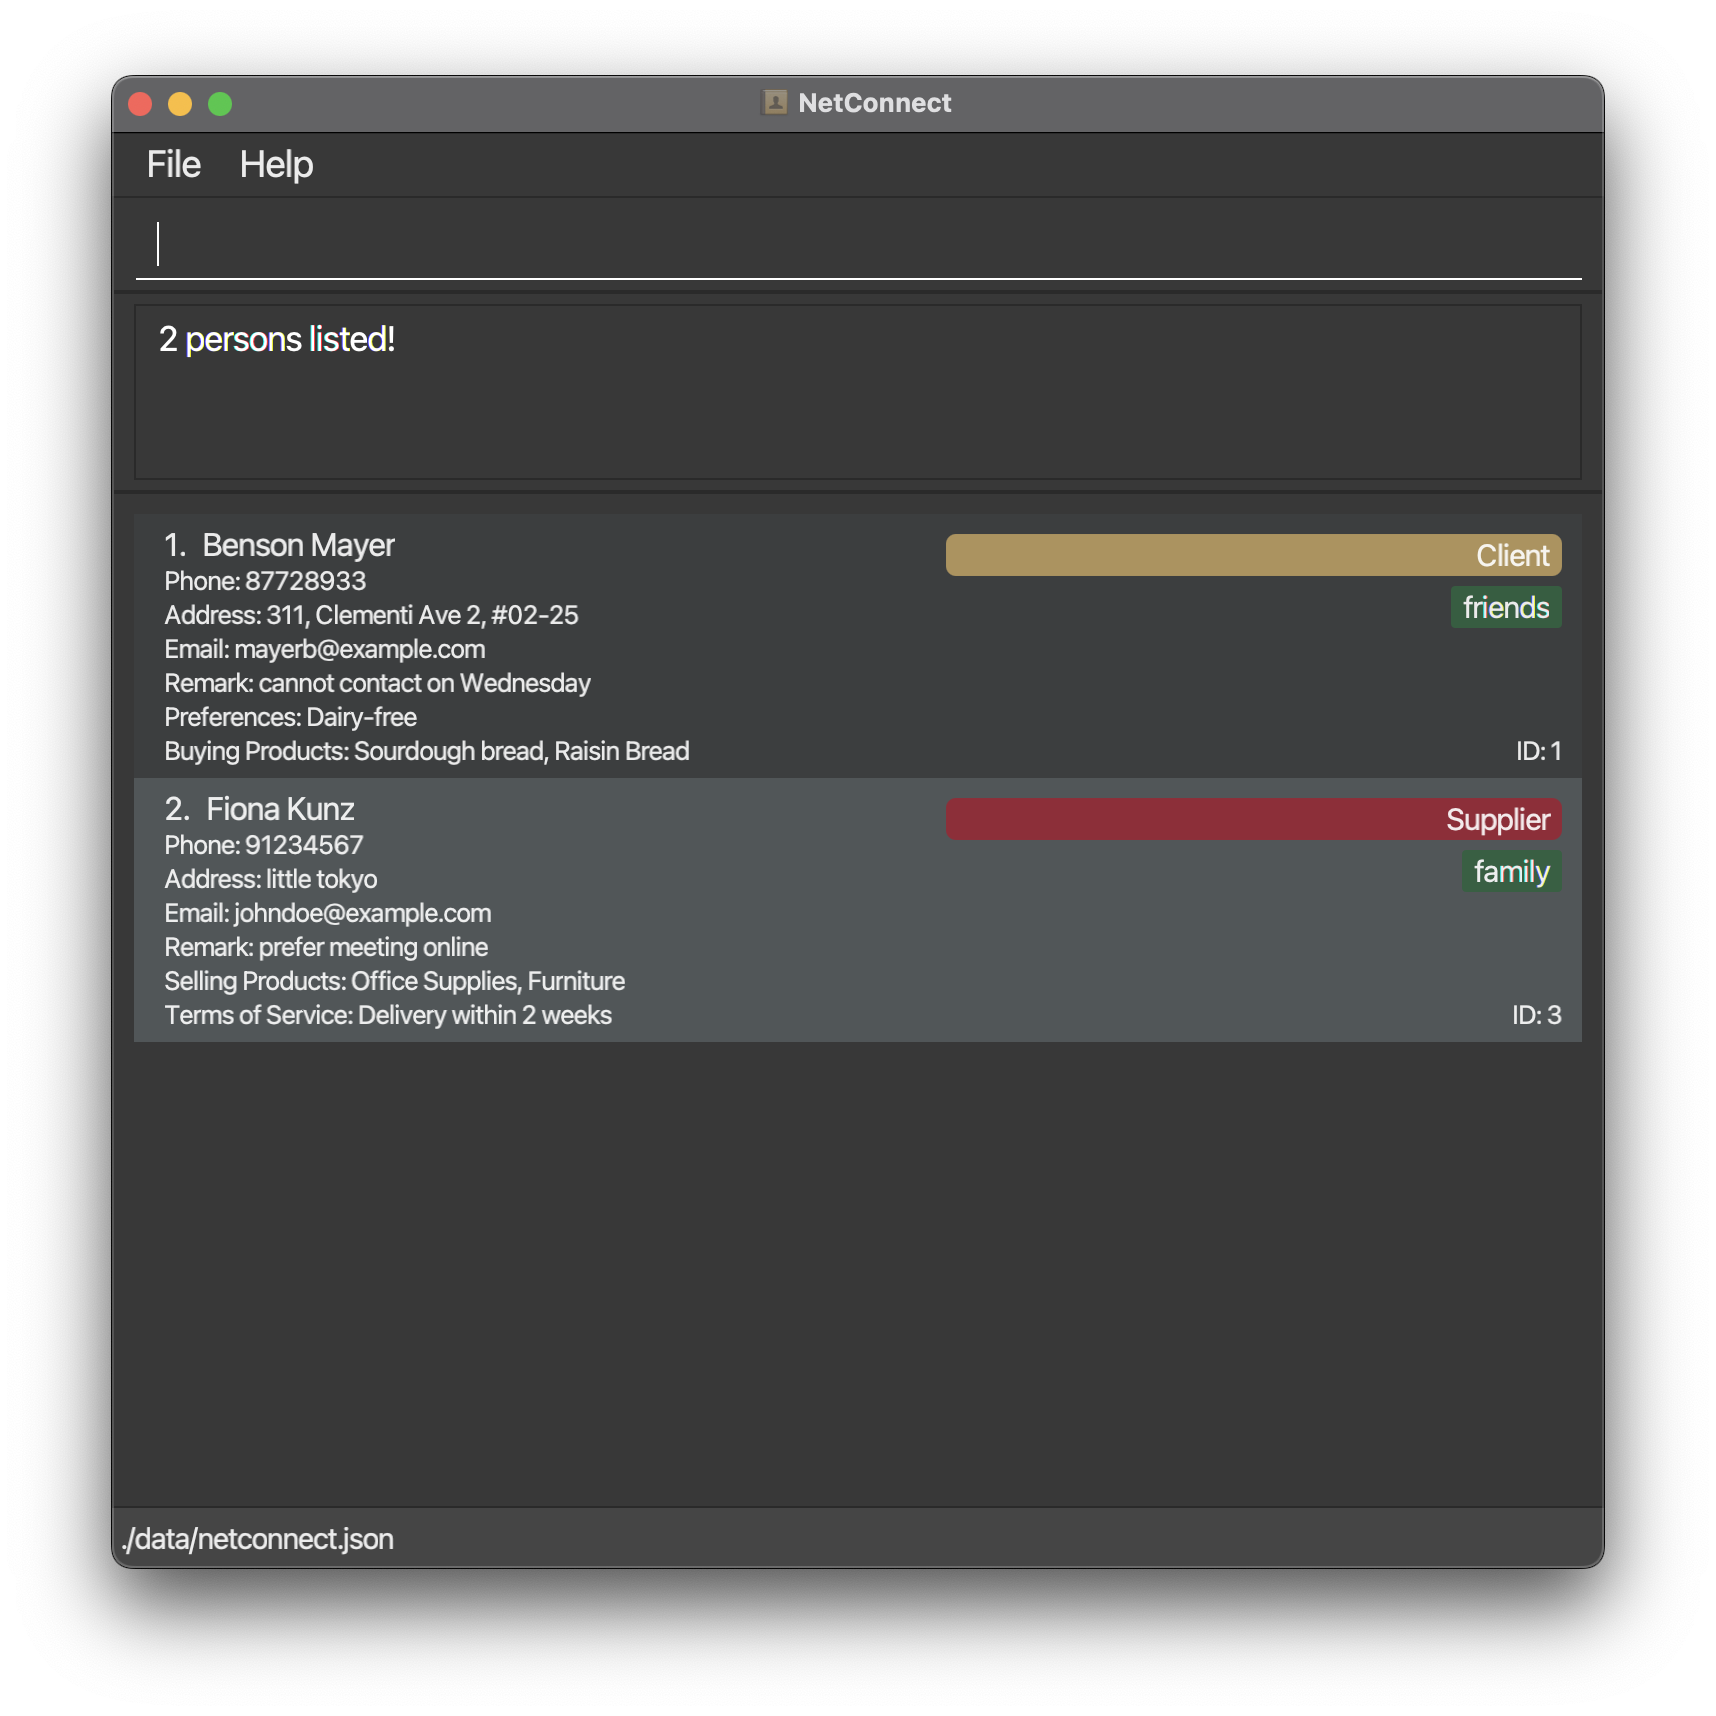 NetConnect
File Help
2 persons listed!
1. Benson Mayer
Client
Phone: 87728933
friends
Address: 311, Clementi Ave 2, #02-25
Email: mayerb@example.com
Remark: cannot contact on Wednesday
Preferences: Dairy-free
Buying Products: Sourdough bread, Raisin Bread
ID: 1
2. Fiona Kunz
Supplier
Phone: 91234567
family
Address: little tokyo
Email: johndoe@example.com
Remark: prefer meeting online
Selling Products: Office Supplies, Furniture
Terms of Service: Delivery within 2 weeks
ID: 3
./data/netconnect.json